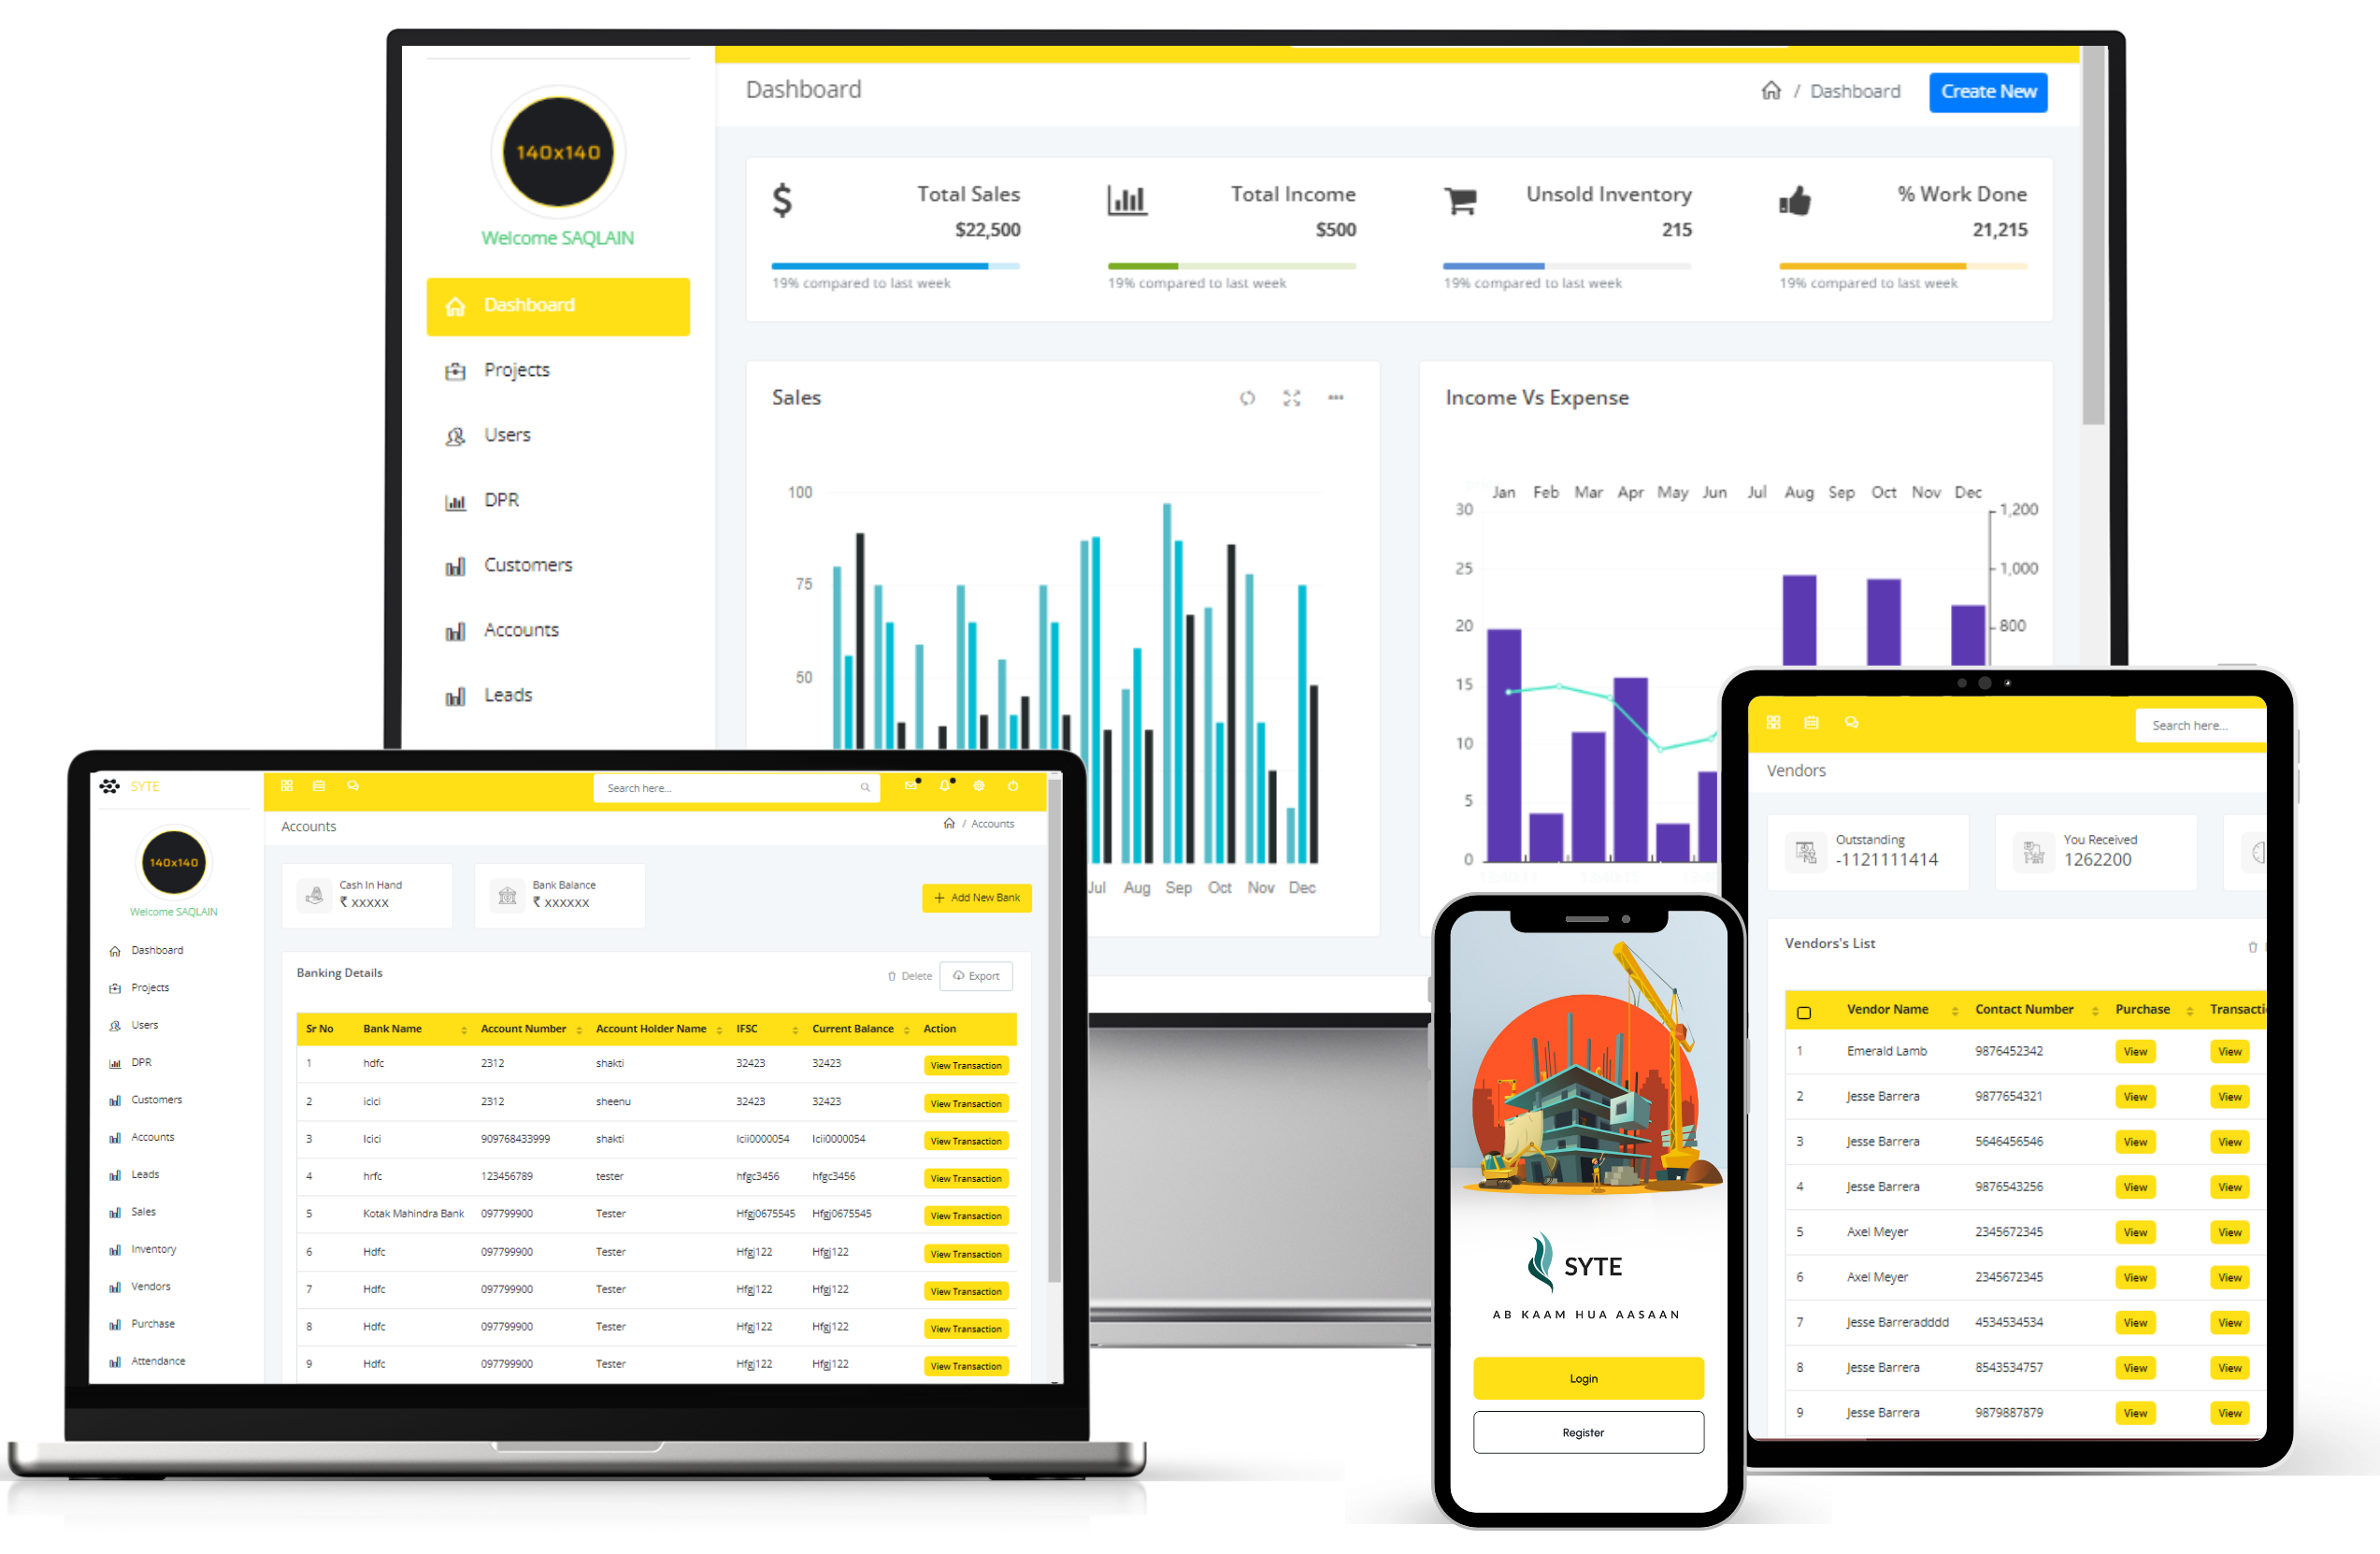 Dashboard
/ Dashboard
Create New
140x140
Welcome SAQLAIN
Dashboard
Projects
Users
DPR
Customers
Accounts
Leads
Total Sales
$22,500
19% compared to last week
Total Income
$500
19% compared to last week
Unsold Inventory
215
19% compared to last week
% Work Done
21,215
19% compared to last week
Sales
100
75
50
Jul Aug Sep Oct Nov Dec
Income Vs Expense
Jan Feb Mar Apr May Jun Jul Aug Sep Oct Nov Dec
30 1,200
25 1,000
20 800
15
10
5
0
SYTE
Search here...
140x140
Welcome SAQLAIN
Dashboard
Projects
Users
DPR
Customers
Accounts
Leads
Sales
Inventory
Vendors
Purchase
Attendance
Accounts
/ Accounts
Cash In Hand
₹ XXXXX
Bank Balance
₹ XXXXXX
+ Add New Bank
Banking Details
Delete
Export
Sr No Bank Name Account Number Account Holder Name IFSC Current Balance Action
1 hdfc 2312 shakti 32423 32423 View Transaction
2 icici 2312 sheenu 32423 32423 View Transaction
3 Icici 909768433999 shakti Icii0000054 Icii0000054 View Transaction
4 hrfc 123456789 tester hfgc3456 hfgc3456 View Transaction
5 Kotak Mahindra Bank 097799900 Tester Hfgj0675545 Hfgj0675545 View Transaction
6 Hdfc 097799900 Tester Hfgj122 Hfgj122 View Transaction
7 Hdfc 097799900 Tester Hfgj122 Hfgj122 View Transaction
8 Hdfc 097799900 Tester Hfgj122 Hfgj122 View Transaction
9 Hdfc 097799900 Tester Hfgj122 Hfgj122 View Transaction
SYTE
AB KAAM HUA AASAAN
Login
Register
Search here...
Vendors
Outstanding
-1121111414
You Received
1262200
Vendors's List
Vendor Name Contact Number Purchase Transacti
1 Emerald Lamb 9876452342 View View
2 Jesse Barrera 9877654321 View View
3 Jesse Barrera 5646456546 View View
4 Jesse Barrera 9876543256 View View
5 Axel Meyer 2345672345 View View
6 Axel Meyer 2345672345 View View
7 Jesse Barreradddd 4534534534 View View
8 Jesse Barrera 8543534757 View View
9 Jesse Barrera 9879887879 View View